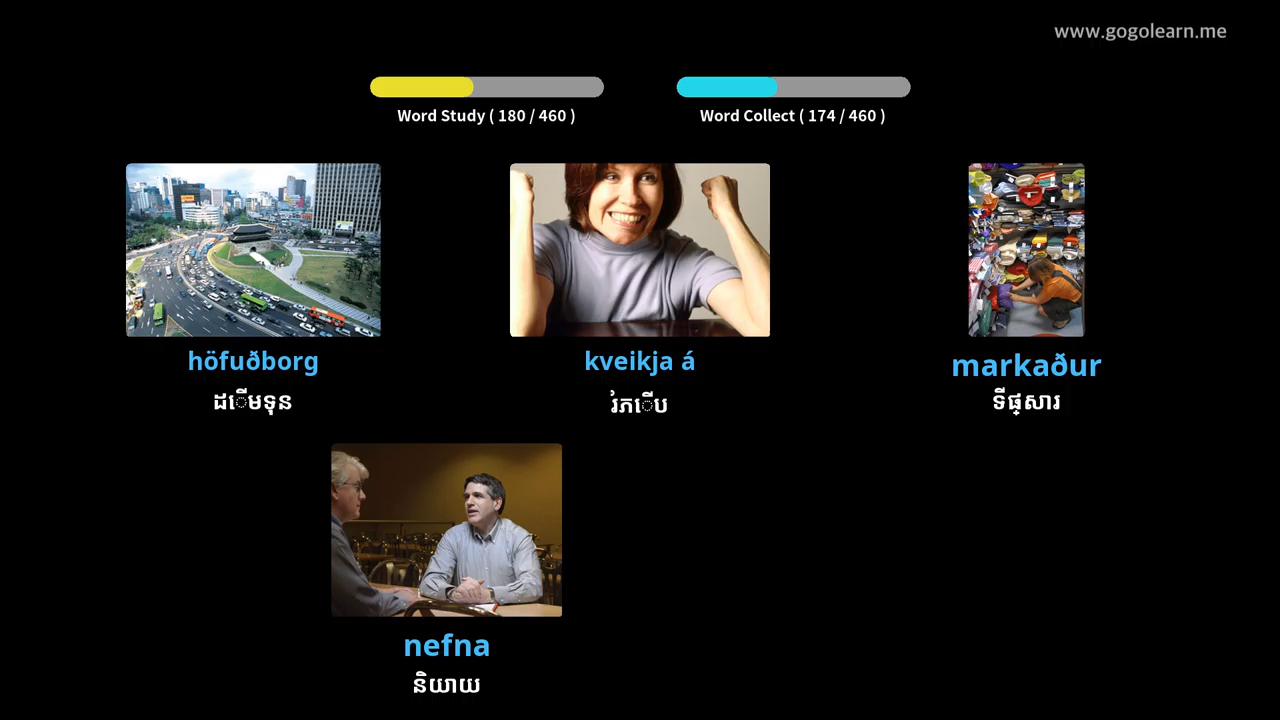 www.gogolearn.me
Word Study ( 180 / 460 )
Word Collect ( 174 / 460 )
höfuðborg
kveikja á
markaður
ដើមទុន
រំភើប
ទីផ្សារ
nefna
និយាយ